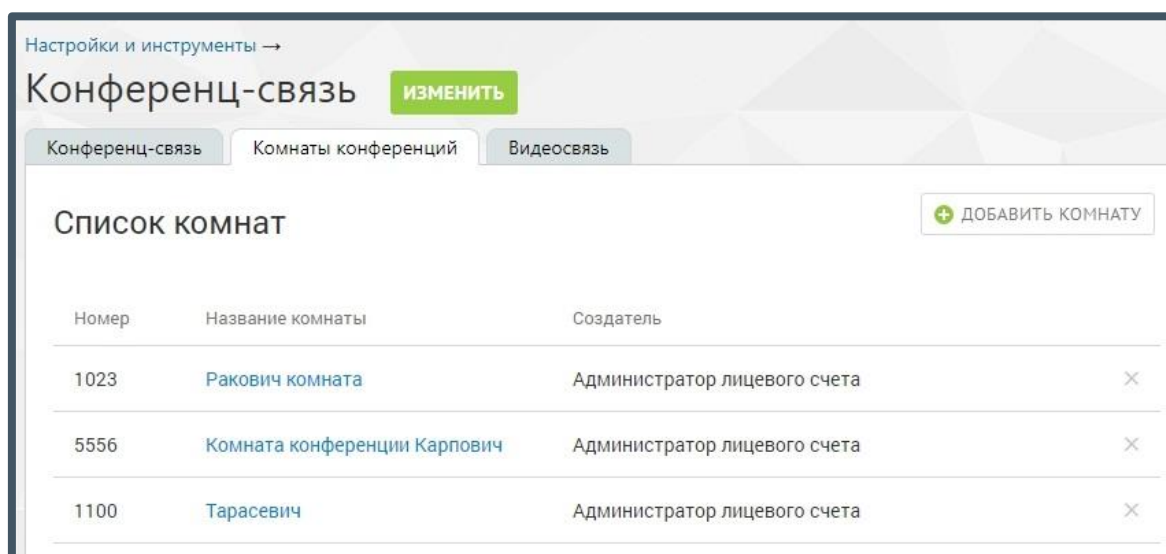 Настройки и инструменты →
Конференц-связь ИЗМЕНИТЬ
Конференц-связь Комнаты конференций Видеосвязь
Список комнат ДОБАВИТЬ КОМНАТУ
Номер Название комнаты Создатель
1023 Ракович комната Администратор лицевого счета
5556 Комната конференции Карпович Администратор лицевого счета
1100 Тарасевич Администратор лицевого счета